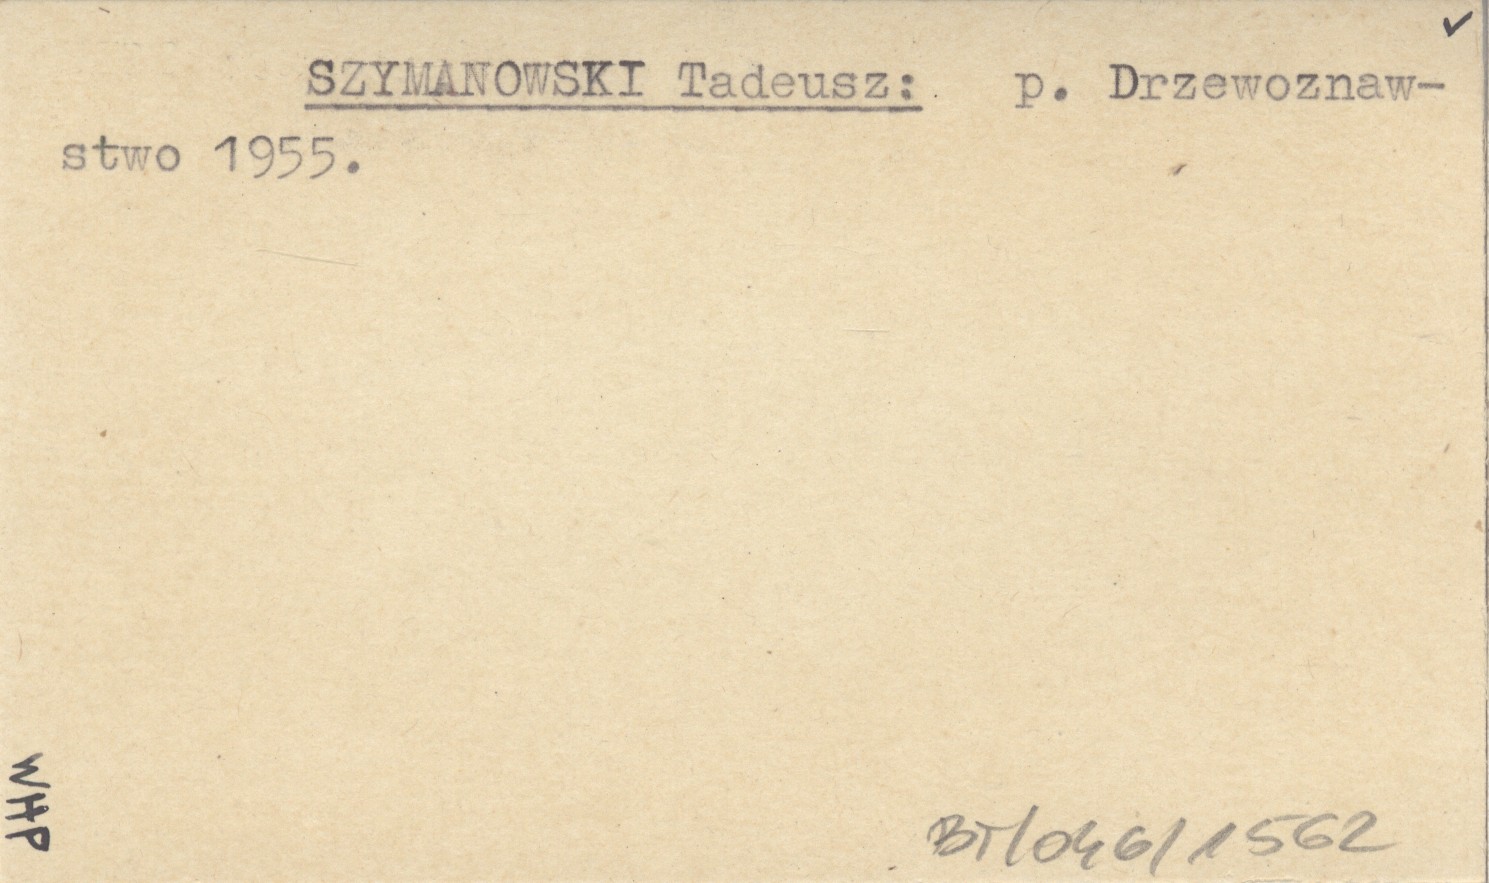 SZYMANOWSKI Tadeusz: p. Drzewoznaw-
stwo 1955.
WHP
BT/046/1562